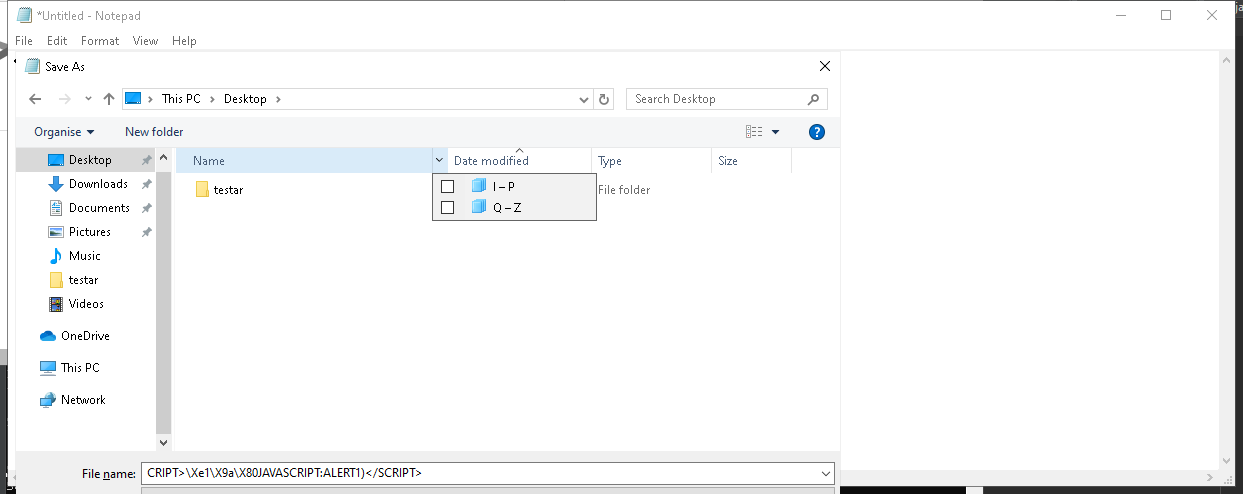 *Untitled - Notepad
File Edit Format View Help
Save As
This PC Desktop
Search Desktop
Organise New folder
Name Date modified Type Size
Desktop
Downloads
Documents
Pictures
Music
testar
Videos
OneDrive
This PC
Network
testar File folder
I – P
Q – Z
File name: CRIPT>\Xe1\X9a\X80JAVASCRIPT:ALERT1)</SCRIPT>